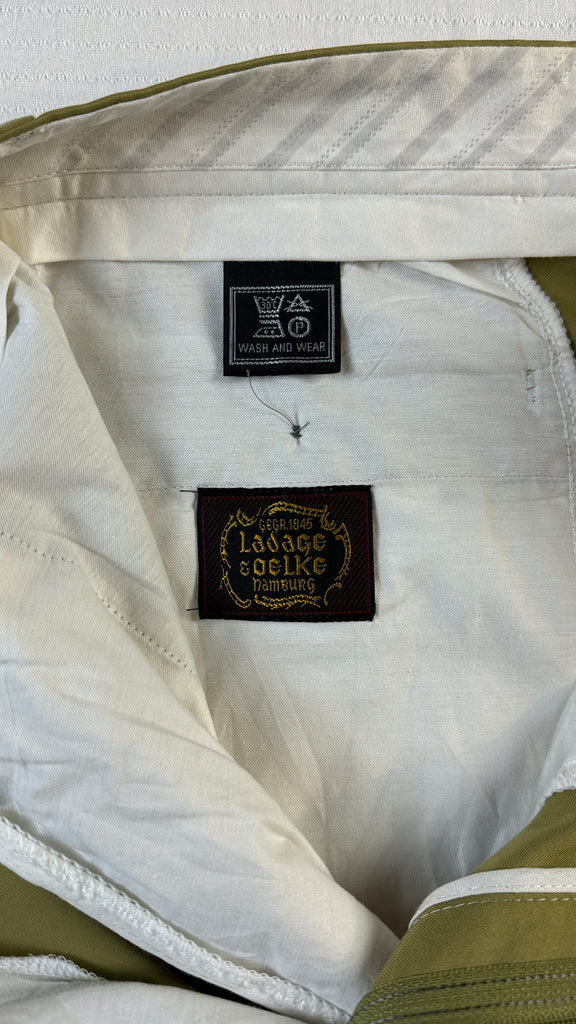 30°C
P
WASH AND WEAR
GEGR.1845
Ladage
& OELKE
HAMBURG